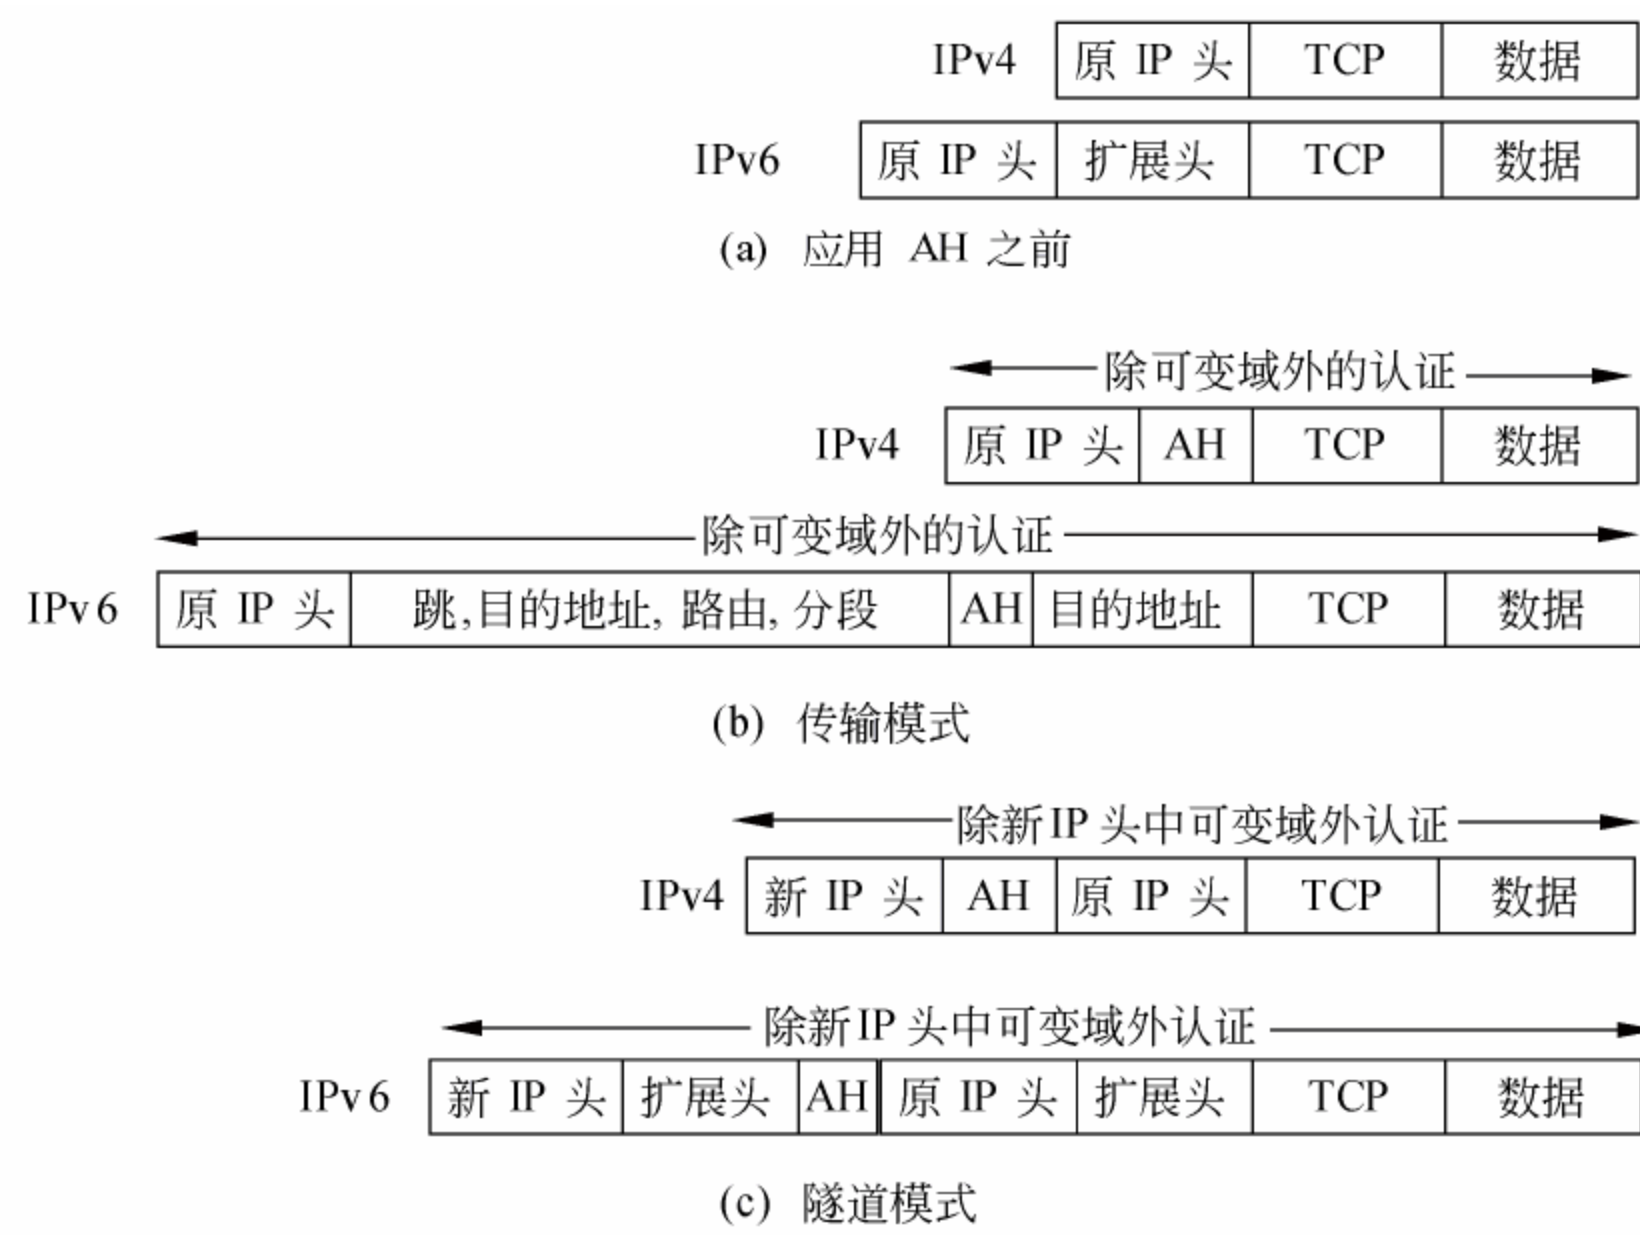 IPv4 原 IP 头 TCP 数据
IPv6 原 IP 头 扩展头 TCP 数据
(a) 应用 AH 之前
除可变域外的认证
IPv4 原 IP 头 AH TCP 数据
除可变域外的认证
IPv6 原 IP 头 跳,目的地址,路由,分段 AH 目的地址 TCP 数据
(b) 传输模式
除新IP头中可变域外认证
IPv4 新 IP 头 AH 原 IP 头 TCP 数据
除新IP头中可变域外认证
IPv6 新 IP 头 扩展头 AH 原 IP 头 扩展头 TCP 数据
(c) 隧道模式